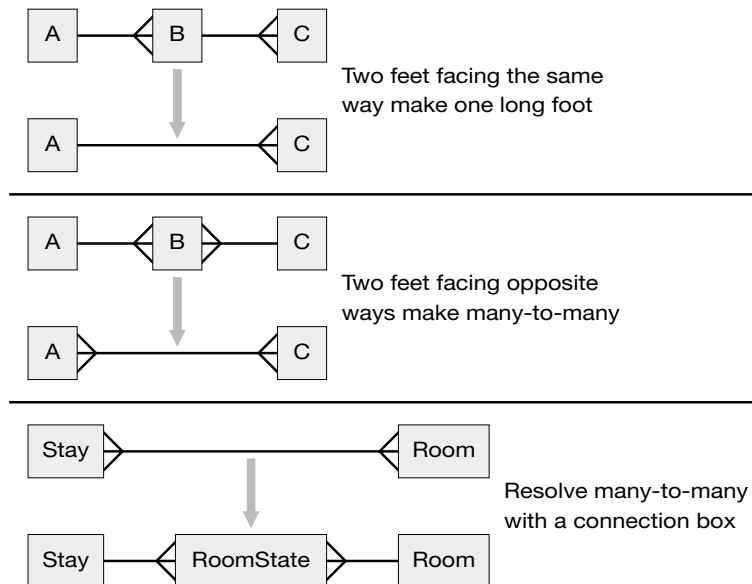 A B C
Two feet facing the same
way make one long foot
A C
A B C
Two feet facing opposite
ways make many-to-many
A C
Stay Room
Resolve many-to-many
with a connection box
Stay RoomState Room